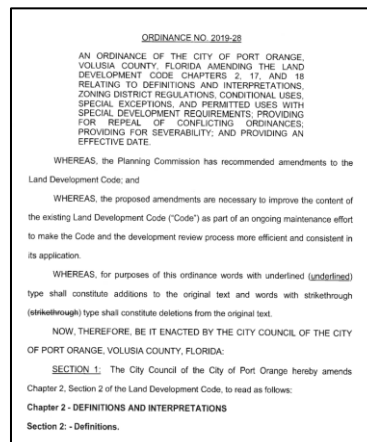 ORDINANCE NO. 2019-28
AN ORDINANCE OF THE CITY OF PORT ORANGE,
VOLUSIA COUNTY, FLORIDA AMENDING THE LAND
DEVELOPMENT CODE CHAPTERS 2, 17, AND 18
RELATING TO DEFINITIONS AND INTERPRETATIONS,
ZONING DISTRICT REGULATIONS, CONDITIONAL USES,
SPECIAL EXCEPTIONS, AND PERMITTED USES WITH
SPECIAL DEVELOPMENT REQUIREMENTS; PROVIDING
FOR REPEAL OF CONFLICTING ORDINANCES;
PROVIDING FOR SEVERABILITY; AND PROVIDING AN
EFFECTIVE DATE.
WHEREAS, the Planning Commission has recommended amendments to the
Land Development Code; and
WHEREAS, the proposed amendments are necessary to improve the content of
the existing Land Development Code ("Code") as part of an ongoing maintenance effort
to make the Code and the development review process more efficient and consistent in
its application.
WHEREAS, for purposes of this ordinance words with underlined (underlined)
type shall constitute additions to the original text and words with strikethrough
(strikethrough) type shall constitute deletions from the original text.
NOW, THEREFORE, BE IT ENACTED BY THE CITY COUNCIL OF THE CITY
OF PORT ORANGE, VOLUSIA COUNTY, FLORIDA:
SECTION 1: The City Council of the City of Port Orange hereby amends
Chapter 2, Section 2 of the Land Development Code, to read as follows:
Chapter 2 - DEFINITIONS AND INTERPRETATIONS
Section 2: - Definitions.